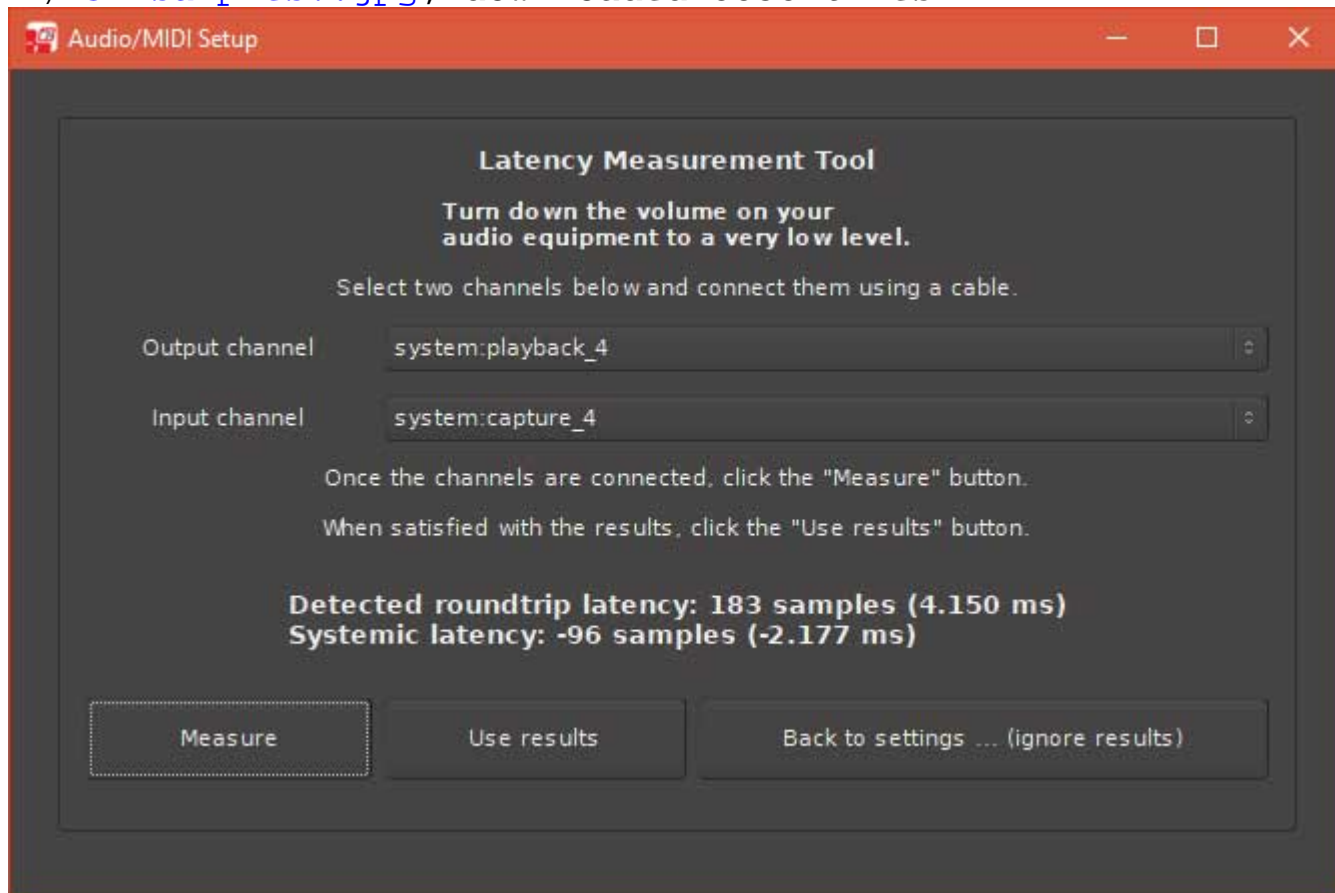 Audio/MIDI Setup
Latency Measurement Tool
Turn down the volume on your
audio equipment to a very low level.
Select two channels below and connect them using a cable.
Output channel system:playback_4
Input channel system:capture_4
Once the channels are connected, click the "Measure" button.
When satisfied with the results, click the "Use results" button.
Detected roundtrip latency: 183 samples (4.150 ms)
Systemic latency: -96 samples (-2.177 ms)
Measure Use results Back to settings ... (ignore results)